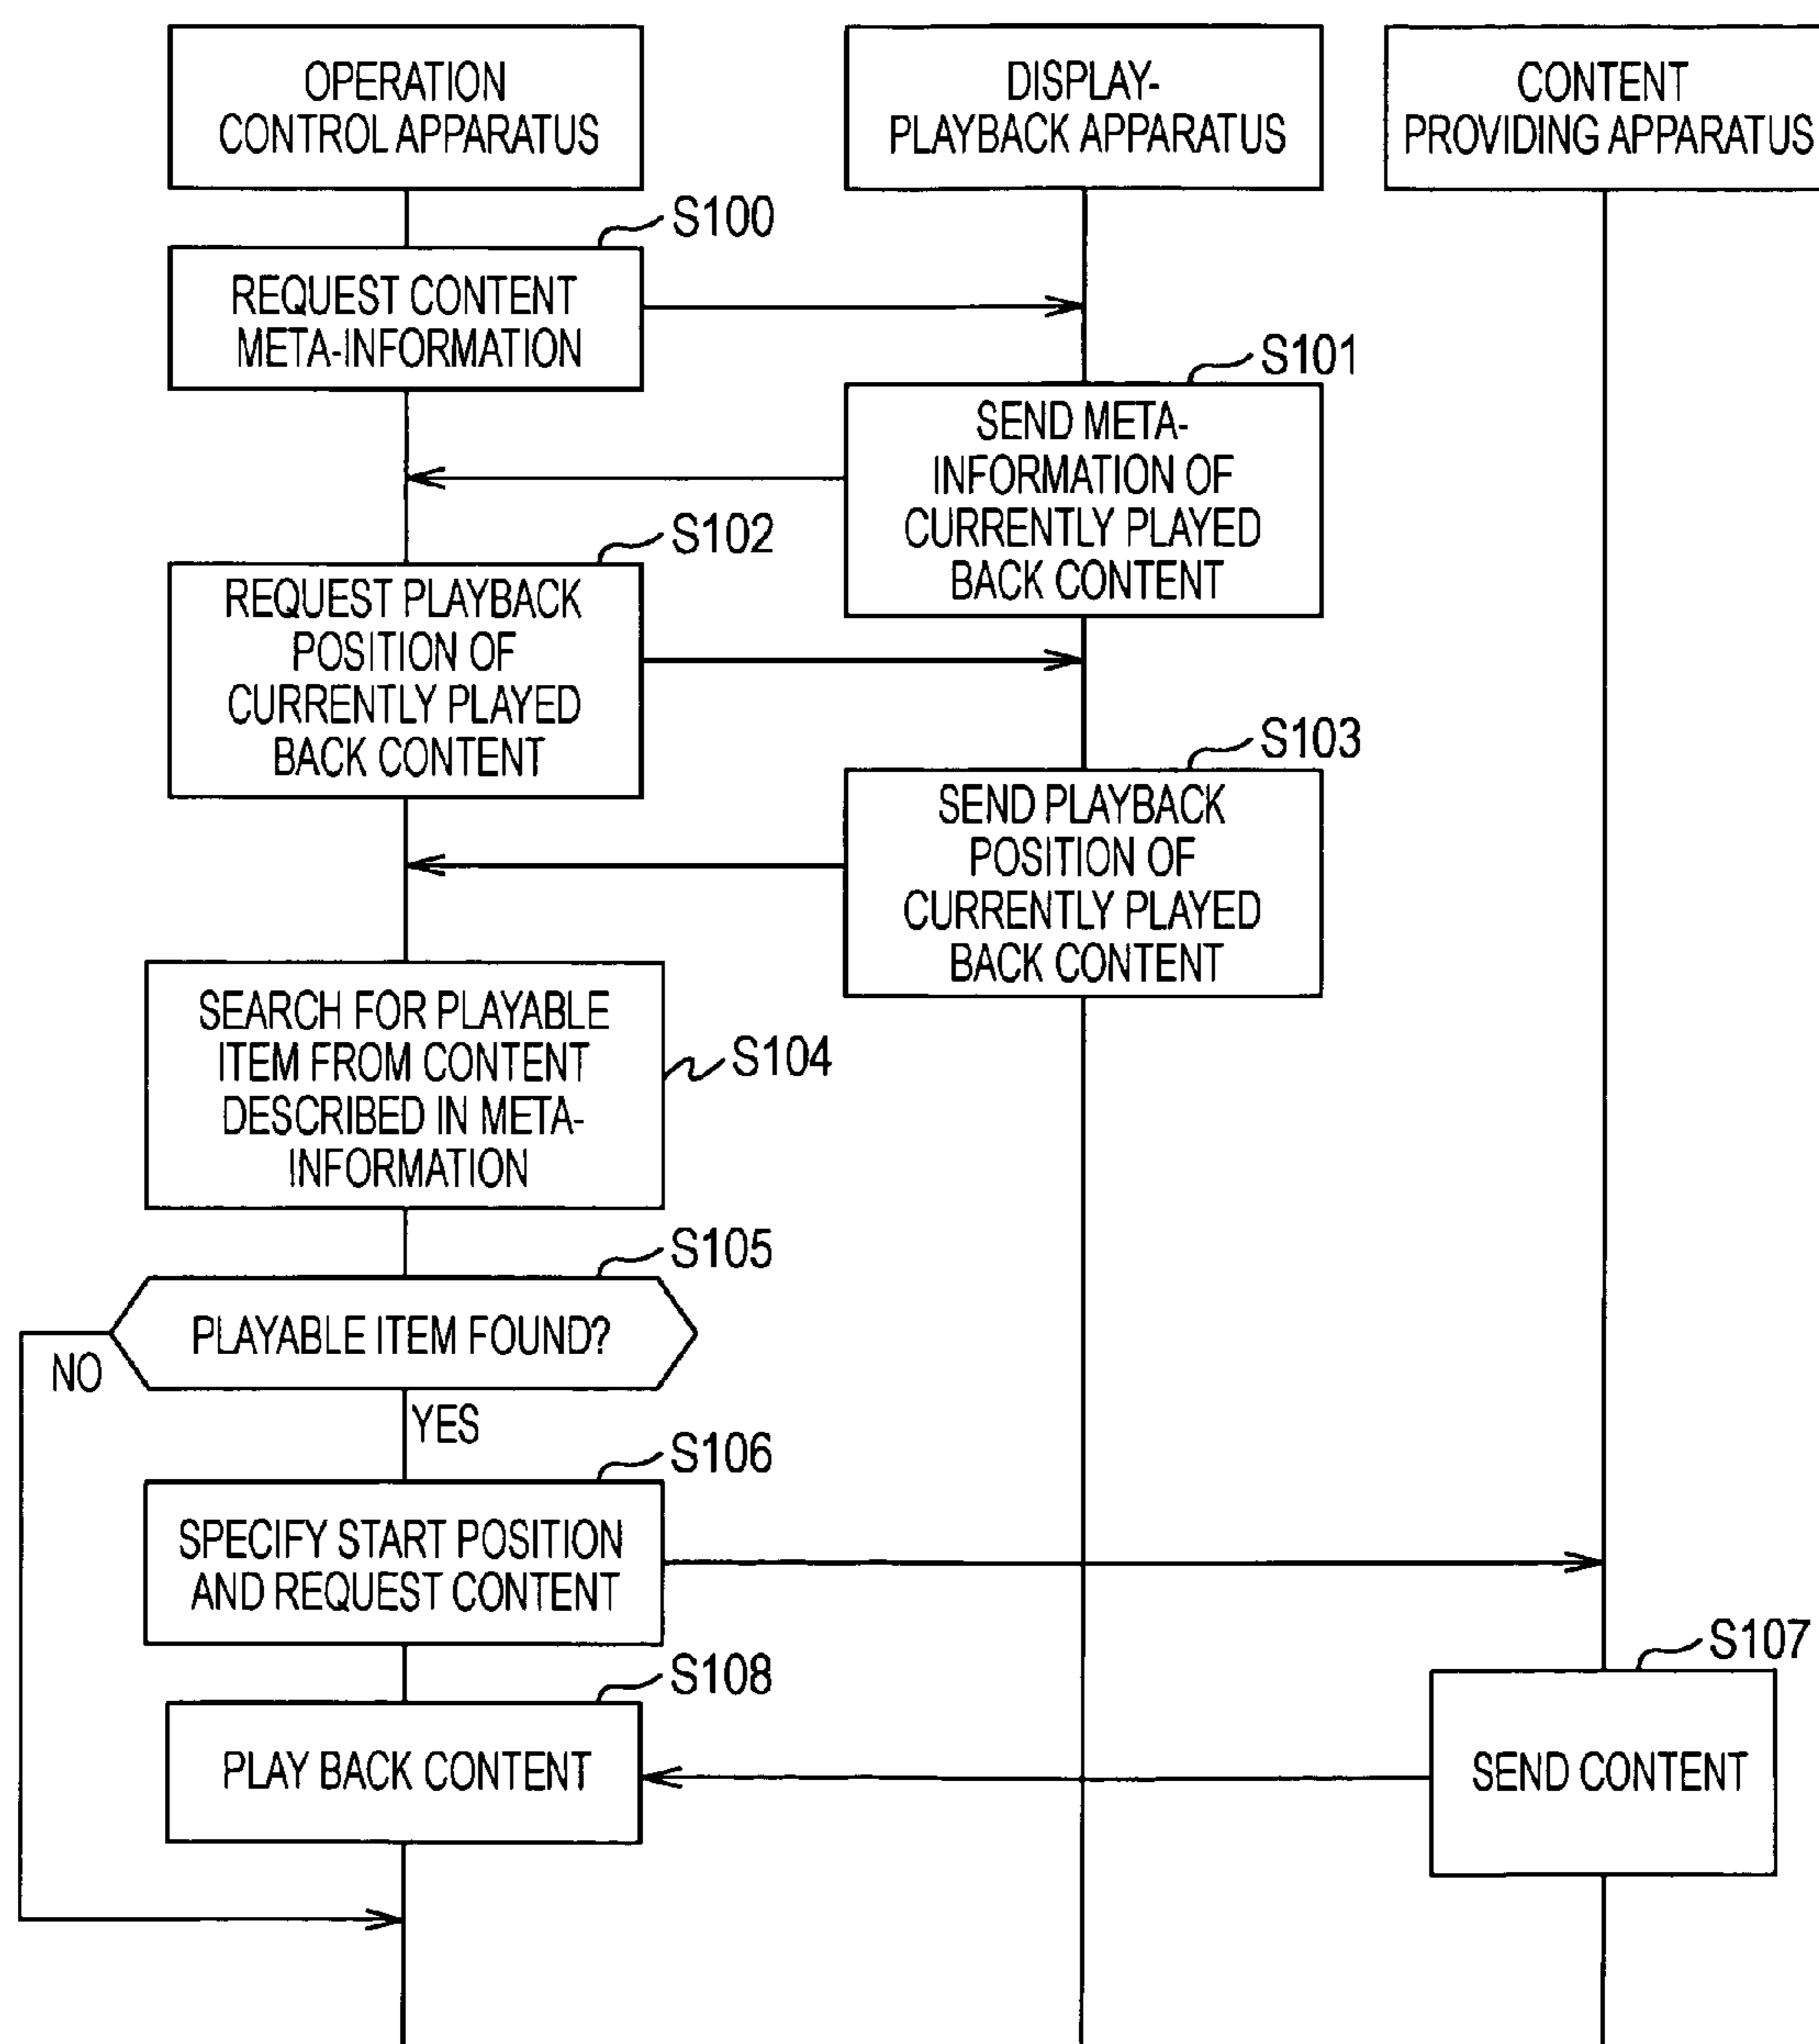 OPERATION
CONTROL APPARATUS
DISPLAY-
PLAYBACK APPARATUS
CONTENT
PROVIDING APPARATUS
S100
REQUEST CONTENT
META-INFORMATION
S101
SEND META-
INFORMATION OF
CURRENTLY PLAYED
BACK CONTENT
S102
REQUEST PLAYBACK
POSITION OF
CURRENTLY PLAYED
BACK CONTENT
S103
SEND PLAYBACK
POSITION OF
CURRENTLY PLAYED
BACK CONTENT
SEARCH FOR PLAYABLE
ITEM FROM CONTENT
DESCRIBED IN META-
INFORMATION
S104
S105
PLAYABLE ITEM FOUND?
NO
YES
S106
SPECIFY START POSITION
AND REQUEST CONTENT
S107
SEND CONTENT
S108
PLAY BACK CONTENT